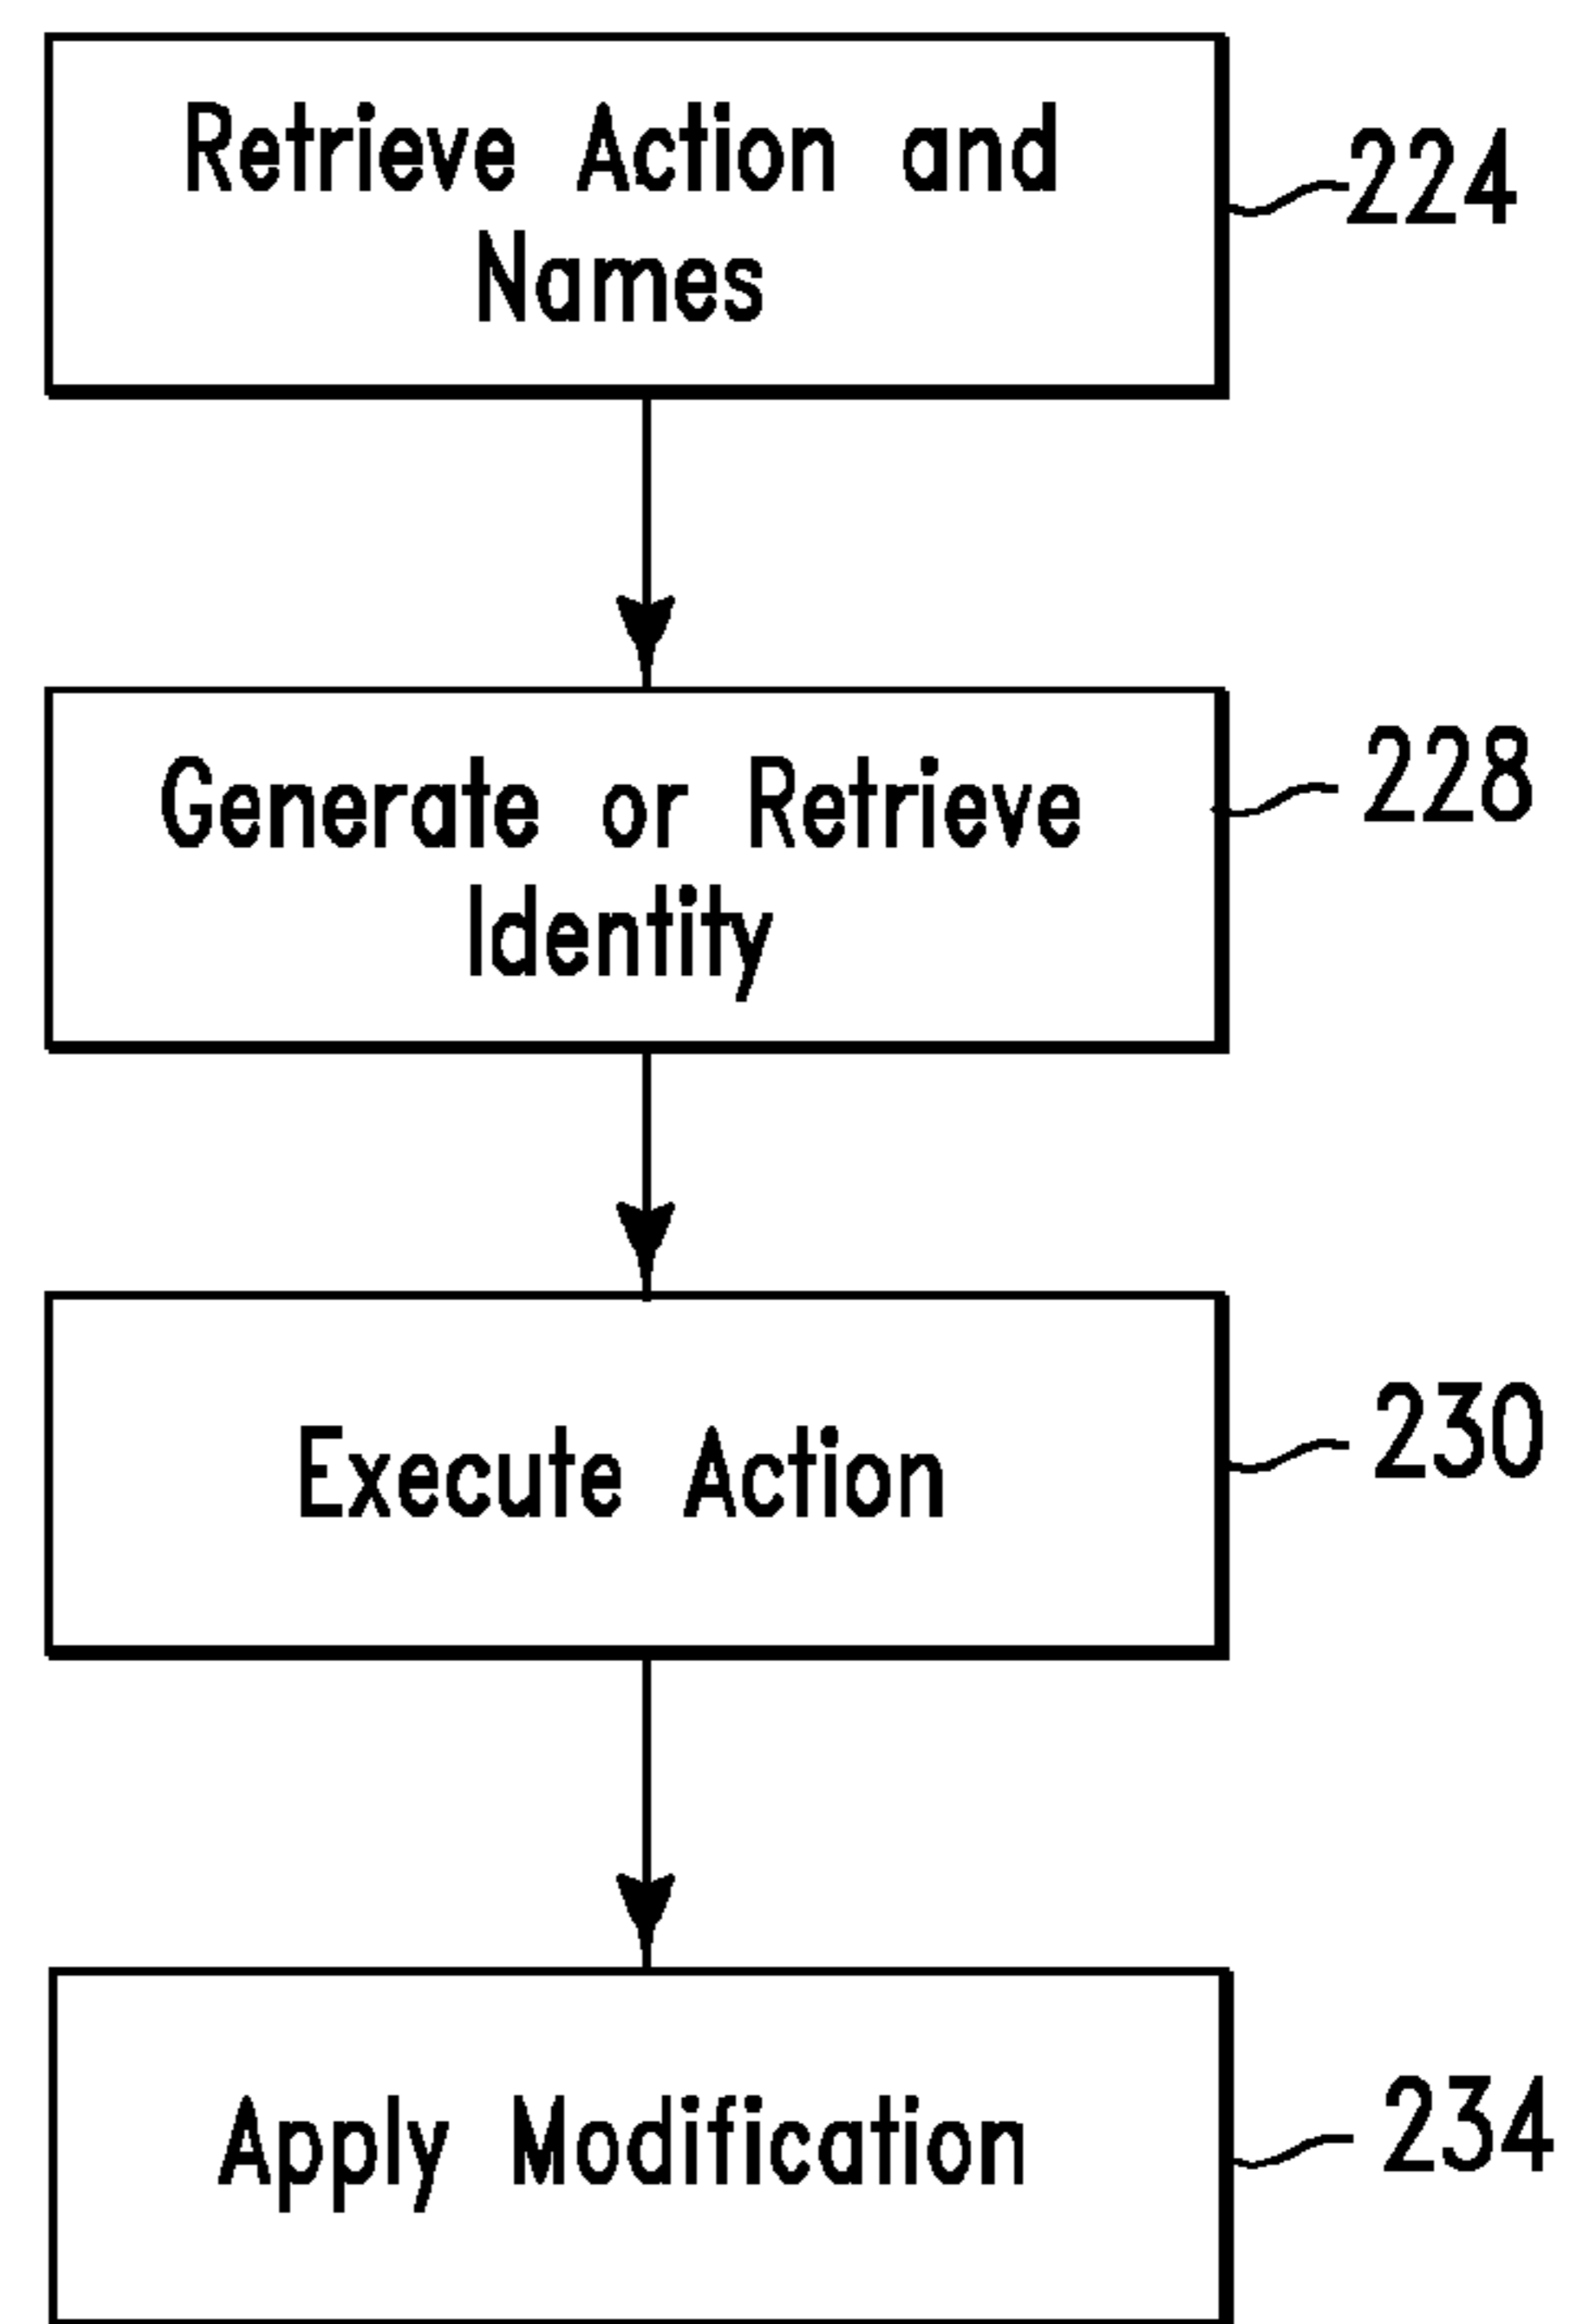 Retrieve Action and
Names
224
Generate or Retrieve
Identity
228
Execute Action
230
Apply Modification
234